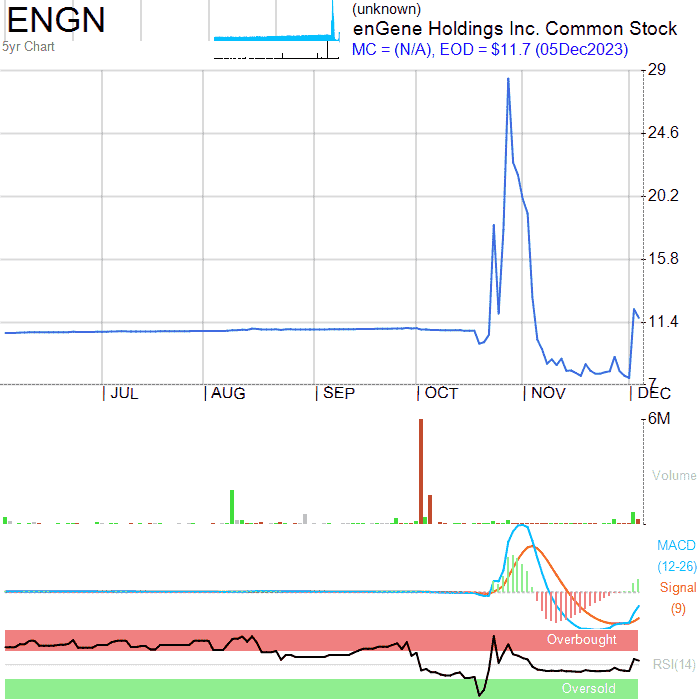 ENGN
5yr Chart
(unknown)
enGene Holdings Inc. Common Stock
MC = (N/A), EOD = $11.7 (05Dec2023)
29
24.6
20.2
15.8
11.4
7
JUL AUG SEP OCT NOV DEC
6M
Volume
MACD
(12-26)
Signal
(9)
Overbought
RSI(14)
Oversold